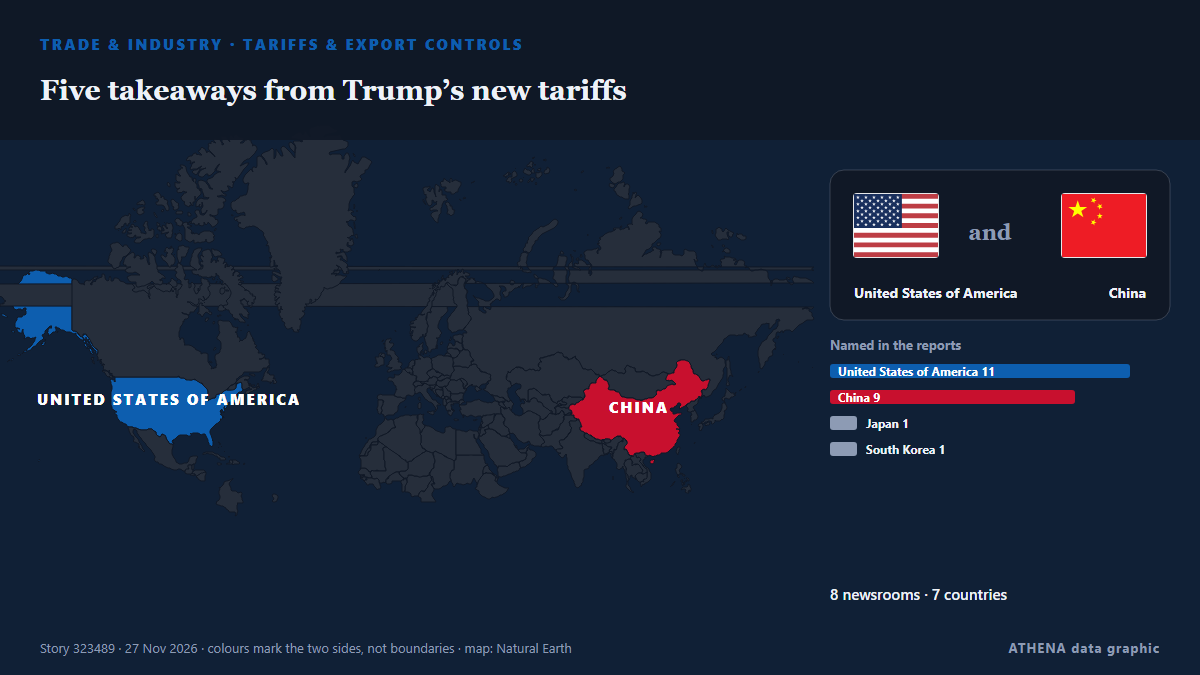 TRADE & INDUSTRY · TARIFFS & EXPORT CONTROLS
Five takeaways from Trump’s new tariffs
and
United States of America
China
Named in the reports
United States of America 11
China 9
Japan 1
South Korea 1
UNITED STATES OF AMERICA
CHINA
8 newsrooms · 7 countries
Story 323489 · 27 Nov 2026 · colours mark the two sides, not boundaries · map: Natural Earth
ATHENA data graphic